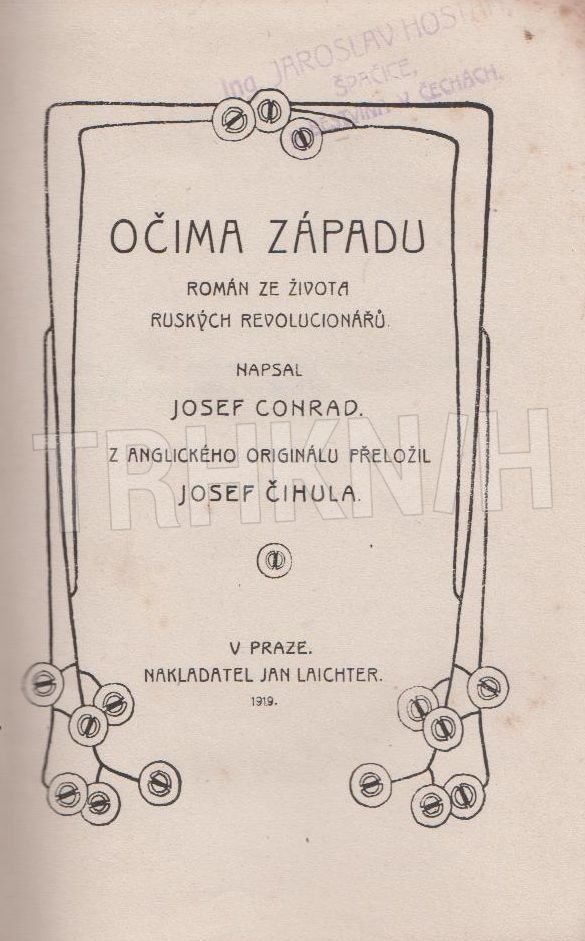 Ing. JAROSLAV
ŠPAČICE,
V ČECHÁCH.
OČIMA ZÁPADU
ROMÁN ZE ŽIVOTA
RUSKÝCH REVOLUCIONÁŘŮ.
NAPSAL
JOSEF CONRAD.
Z ANGLICKÉHO ORIGINÁLU PŘELOŽIL
JOSEF ČIHULA.
TRHKNIH
V PRAZE.
NAKLADATEL JAN LAICHTER.
1919.